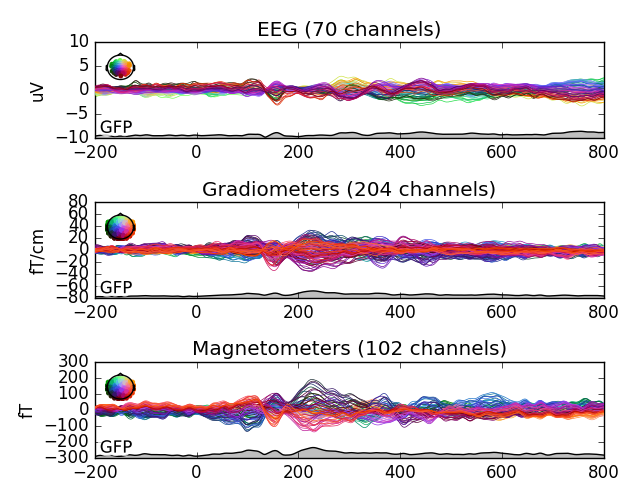 EEG (70 channels)
10
5
0
−5
−10
uV
GFP
−200 0 200 400 600 800
Gradiometers (204 channels)
80
60
40
20
0
−20
−40
−60
−80
fT/cm
GFP
−200 0 200 400 600 800
Magnetometers (102 channels)
300
200
100
0
−100
−200
−300
fT
GFP
−200 0 200 400 600 800